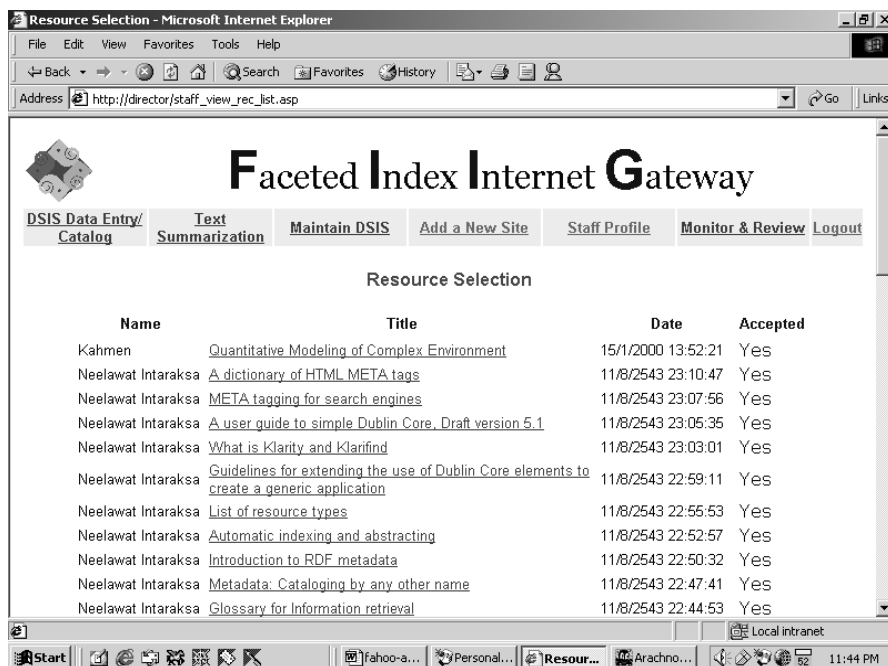 Resource Selection - Microsoft Internet Explorer
File Edit View Favorites Tools Help
Back Search Favorites History
Address http://director/staff_view_rec_list.asp Go Links
Faceted Index Internet Gateway
DSIS Data Entry/ Catalog Text Summarization Maintain DSIS Add a New Site Staff Profile Monitor & Review Logout
Resource Selection
Name Title Date Accepted
Kahmen Quantitative Modeling of Complex Environment 15/1/2000 13:52:21 Yes
Neelawat Intaraksa A dictionary of HTML META tags 11/8/2543 23:10:47 Yes
Neelawat Intaraksa META tagging for search engines 11/8/2543 23:07:56 Yes
Neelawat Intaraksa A user guide to simple Dublin Core, Draft version 5.1 11/8/2543 23:05:35 Yes
Neelawat Intaraksa What is Klarity and Klarifind 11/8/2543 23:03:01 Yes
Neelawat Intaraksa Guidelines for extending the use of Dublin Core elements to
create a generic application 11/8/2543 22:59:11 Yes
Neelawat Intaraksa List of resource types 11/8/2543 22:55:53 Yes
Neelawat Intaraksa Automatic indexing and abstracting 11/8/2543 22:52:57 Yes
Neelawat Intaraksa Introduction to RDF metadata 11/8/2543 22:50:32 Yes
Neelawat Intaraksa Metadata: Cataloging by any other name 11/8/2543 22:47:41 Yes
Neelawat Intaraksa Glossary for Information retrieval 11/8/2543 22:44:53 Yes
Local intranet
Start fahoo-a... Personal... Resour... Arachno... 52 11:44 PM